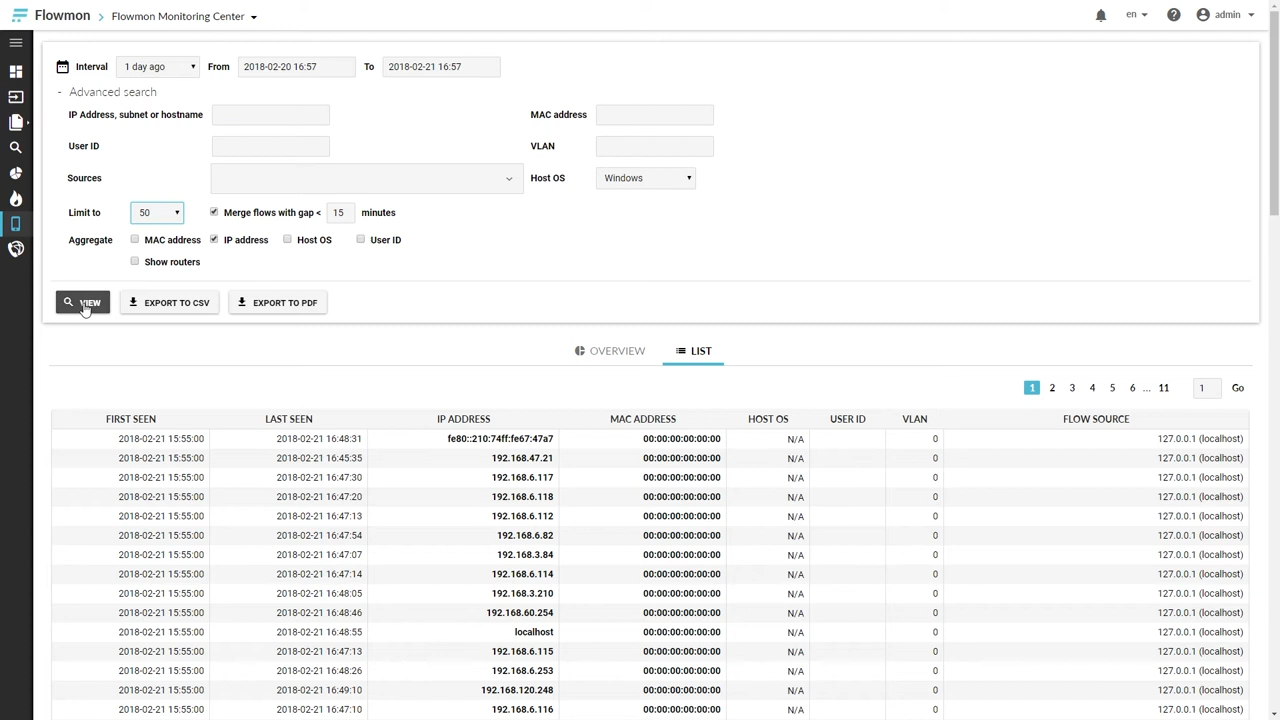 Flowmon > Flowmon Monitoring Center en admin
Interval 1 day ago From 2018-02-20 16:57 To 2018-02-21 16:57
- Advanced search
IP Address, subnet or hostname MAC address
User ID VLAN
Sources Host OS Windows
Limit to 50 Merge flows with gap < 15 minutes
Aggregate MAC address IP address Host OS User ID
Show routers
VIEW EXPORT TO CSV EXPORT TO PDF
OVERVIEW LIST
1 2 3 4 5 6 ... 11 1 Go
FIRST SEEN LAST SEEN IP ADDRESS MAC ADDRESS HOST OS USER ID VLAN FLOW SOURCE
2018-02-21 15:55:00 2018-02-21 16:48:31 fe80::210:74ff:fe67:47a7 00:00:00:00:00:00 N/A 0 127.0.0.1 (localhost)
2018-02-21 15:55:00 2018-02-21 16:45:35 192.168.47.21 00:00:00:00:00:00 N/A 0 127.0.0.1 (localhost)
2018-02-21 15:55:00 2018-02-21 16:47:30 192.168.6.117 00:00:00:00:00:00 N/A 0 127.0.0.1 (localhost)
2018-02-21 15:55:00 2018-02-21 16:47:20 192.168.6.118 00:00:00:00:00:00 N/A 0 127.0.0.1 (localhost)
2018-02-21 15:55:00 2018-02-21 16:47:13 192.168.6.112 00:00:00:00:00:00 N/A 0 127.0.0.1 (localhost)
2018-02-21 15:55:00 2018-02-21 16:47:54 192.168.6.82 00:00:00:00:00:00 N/A 0 127.0.0.1 (localhost)
2018-02-21 15:55:00 2018-02-21 16:47:07 192.168.3.84 00:00:00:00:00:00 N/A 0 127.0.0.1 (localhost)
2018-02-21 15:55:00 2018-02-21 16:47:14 192.168.6.114 00:00:00:00:00:00 N/A 0 127.0.0.1 (localhost)
2018-02-21 15:55:00 2018-02-21 16:48:05 192.168.3.210 00:00:00:00:00:00 N/A 0 127.0.0.1 (localhost)
2018-02-21 15:55:00 2018-02-21 16:48:46 192.168.60.254 00:00:00:00:00:00 N/A 0 127.0.0.1 (localhost)
2018-02-21 15:55:00 2018-02-21 16:48:55 localhost 00:00:00:00:00:00 N/A 0 127.0.0.1 (localhost)
2018-02-21 15:55:00 2018-02-21 16:47:13 192.168.6.115 00:00:00:00:00:00 N/A 0 127.0.0.1 (localhost)
2018-02-21 15:55:00 2018-02-21 16:48:26 192.168.6.253 00:00:00:00:00:00 N/A 0 127.0.0.1 (localhost)
2018-02-21 15:55:00 2018-02-21 16:49:10 192.168.120.248 00:00:00:00:00:00 N/A 0 127.0.0.1 (localhost)
2018-02-21 15:55:00 2018-02-21 16:47:10 192.168.6.116 00:00:00:00:00:00 N/A 0 127.0.0.1 (localhost)